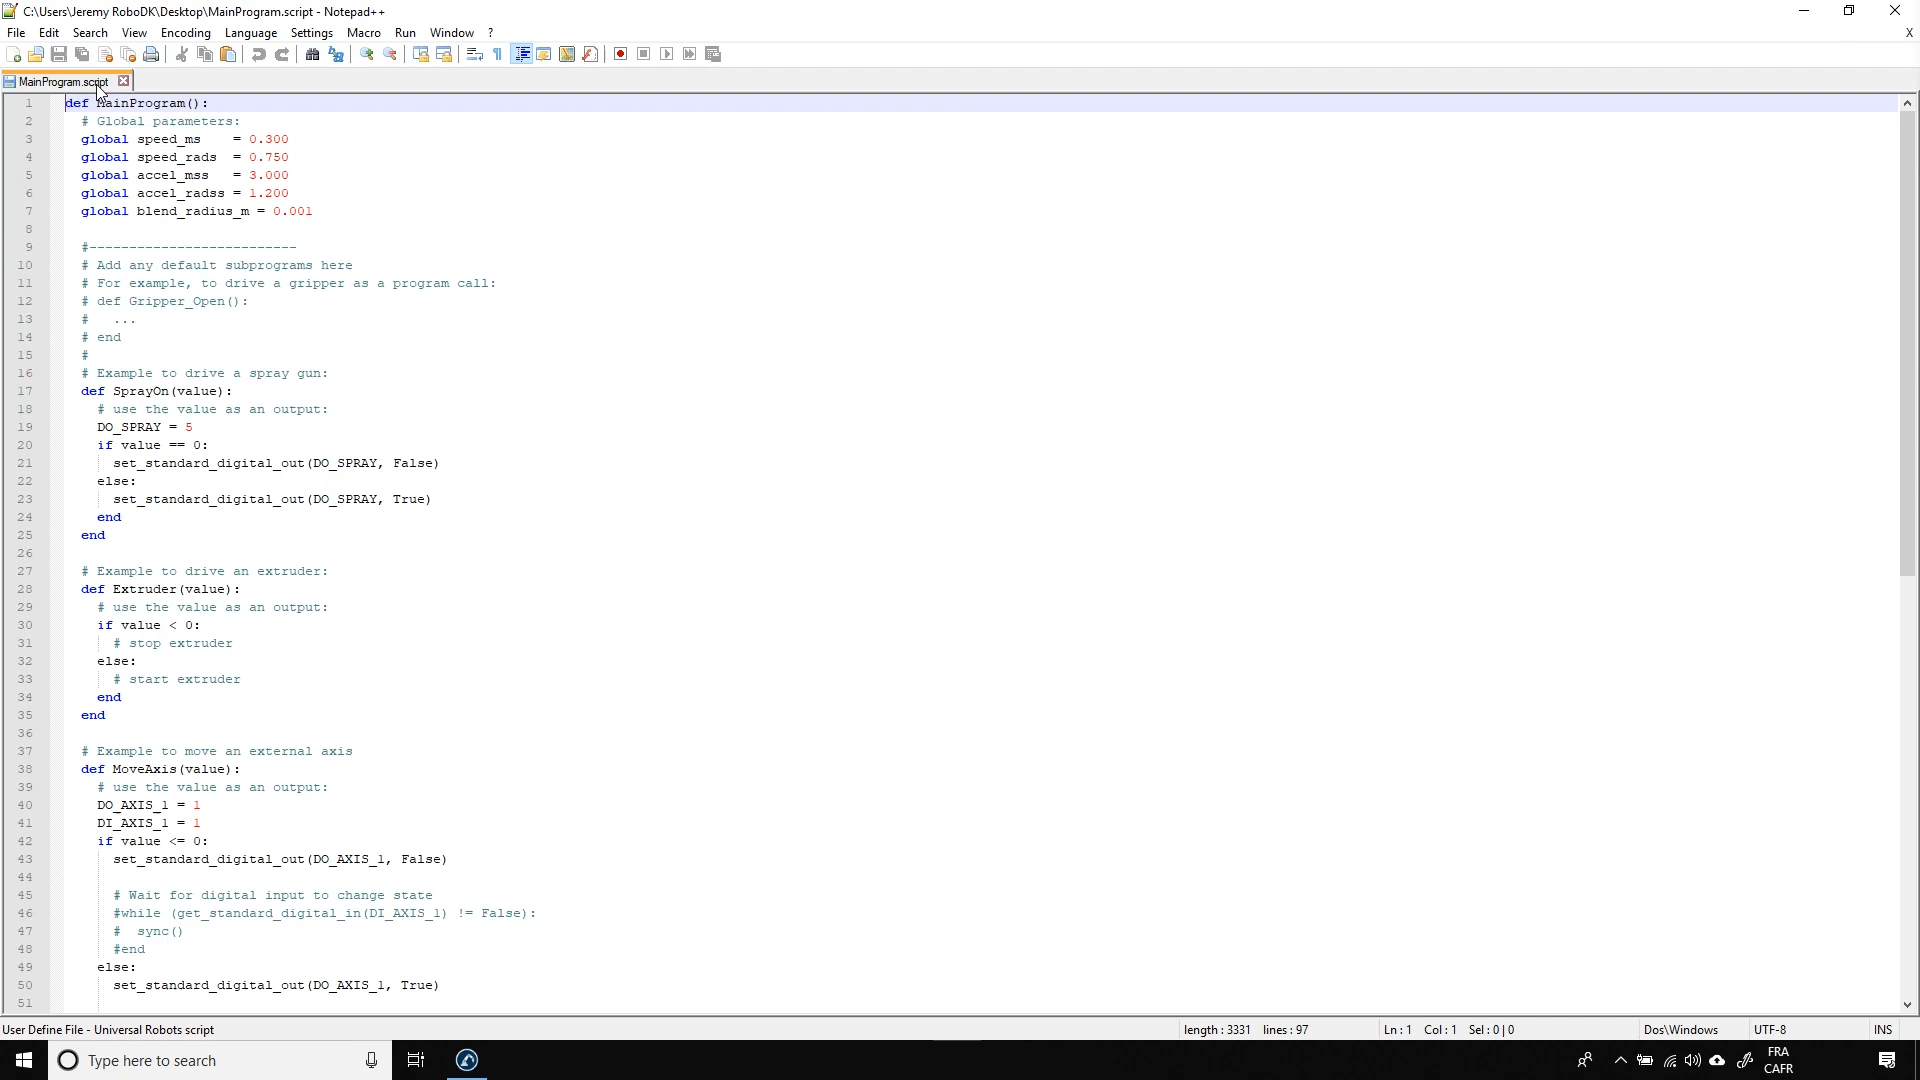 C:\Users\Jeremy RoboDK\Desktop\MainProgram.script - Notepad++
File Edit Search View Encoding Language Settings Macro Run Window ? X
MainProgram.script
1 def MainProgram():
2 # Global parameters:
3 global speed_ms    = 0.300
4 global speed_rads  = 0.750
5 global accel_mss   = 3.000
6 global accel_radss = 1.200
7 global blend_radius_m = 0.001
8
9 #--------------------------
10 # Add any default subprograms here
11 # For example, to drive a gripper as a program call:
12 # def Gripper_Open():
13 #   ...
14 # end
15 #
16 # Example to drive a spray gun:
17 def SprayOn(value):
18 # use the value as an output:
19 DO_SPRAY = 5
20 if value == 0:
21 set_standard_digital_out(DO_SPRAY, False)
22 else:
23 set_standard_digital_out(DO_SPRAY, True)
24 end
25 end
26
27 # Example to drive an extruder:
28 def Extruder(value):
29 # use the value as an output:
30 if value < 0:
31 # stop extruder
32 else:
33 # start extruder
34 end
35 end
36
37 # Example to move an external axis
38 def MoveAxis(value):
39 # use the value as an output:
40 DO_AXIS_1 = 1
41 DI_AXIS_1 = 1
42 if value <= 0:
43 set_standard_digital_out(DO_AXIS_1, False)
44
45 # Wait for digital input to change state
46 #while (get_standard_digital_in(DI_AXIS_1) != False):
47 #  sync()
48 #end
49 else:
50 set_standard_digital_out(DO_AXIS_1, True)
51
User Define File - Universal Robots script length : 3331 lines : 97 Ln : 1 Col : 1 Sel : 0 | 0 Dos\Windows UTF-8 INS
Type here to search
FRA
CAFR